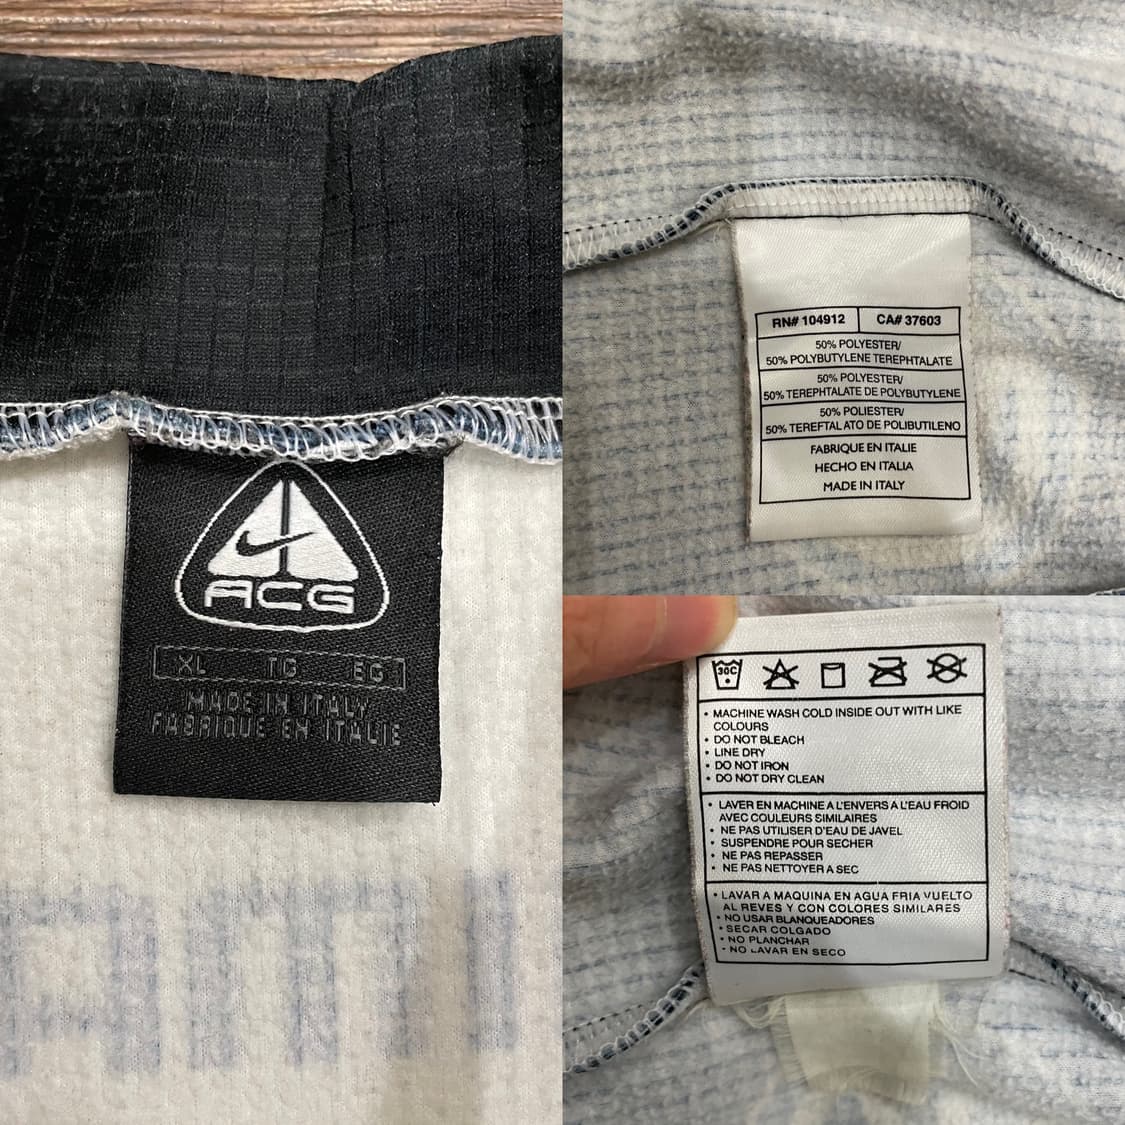 ACG
XL TG EG
MADE IN ITALY
FABRIQUE EN ITALIE
RN# 104912 CA# 37603
50% POLYESTER/
50% POLYBUTYLENE TEREPHTALATE
50% POLYESTER/
50% TEREPHTALATE DE POLYBUTYLENE
50% POLIESTER/
50% TEREFTALATO DE POLIBUTILENO
FABRIQUE EN ITALIE
HECHO EN ITALIA
MADE IN ITALY
30C
• MACHINE WASH COLD INSIDE OUT WITH LIKE
COLOURS
• DO NOT BLEACH
• LINE DRY
• DO NOT IRON
• DO NOT DRY CLEAN
• LAVER EN MACHINE A L'ENVERS A L'EAU FROID
AVEC COULEURS SIMILAIRES
• NE PAS UTILISER D'EAU DE JAVEL
• SUSPENDRE POUR SECHER
• NE PAS REPASSER
• NE PAS NETTOYER A SEC
• LAVAR A MAQUINA EN AGUA FRIA VUELTO
AL REVES Y CON COLORES SIMILARES
• NO USAR BLANQUEADORES
• SECAR COLGADO
• NO PLANCHAR
• NO LAVAR EN SECO